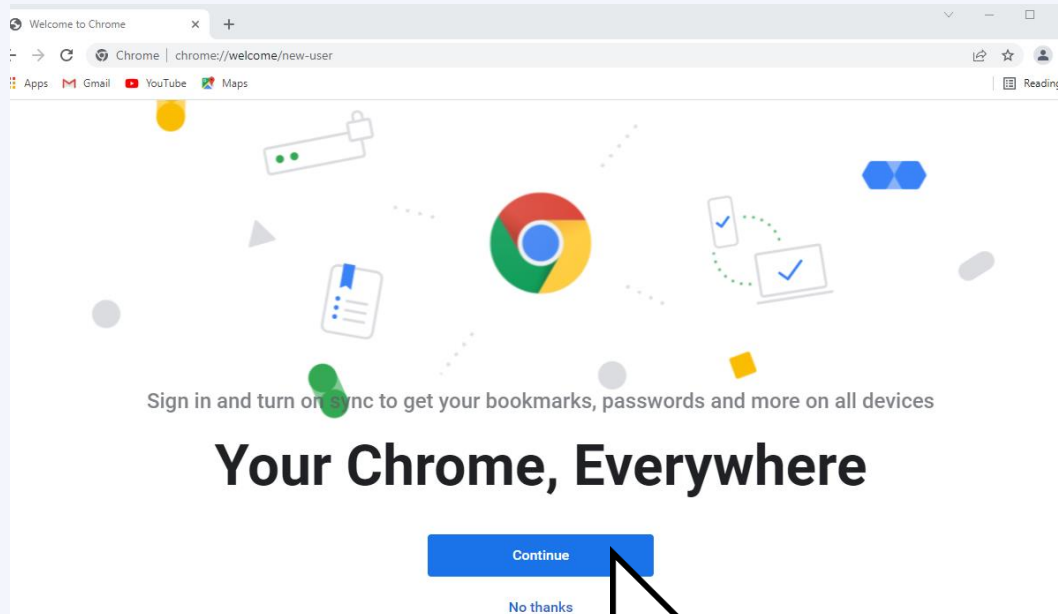 Welcome to Chrome
Chrome | chrome://welcome/new-user
Apps Gmail YouTube Maps Reading
Sign in and turn on sync to get your bookmarks, passwords and more on all devices
Your Chrome, Everywhere
Continue
No thanks